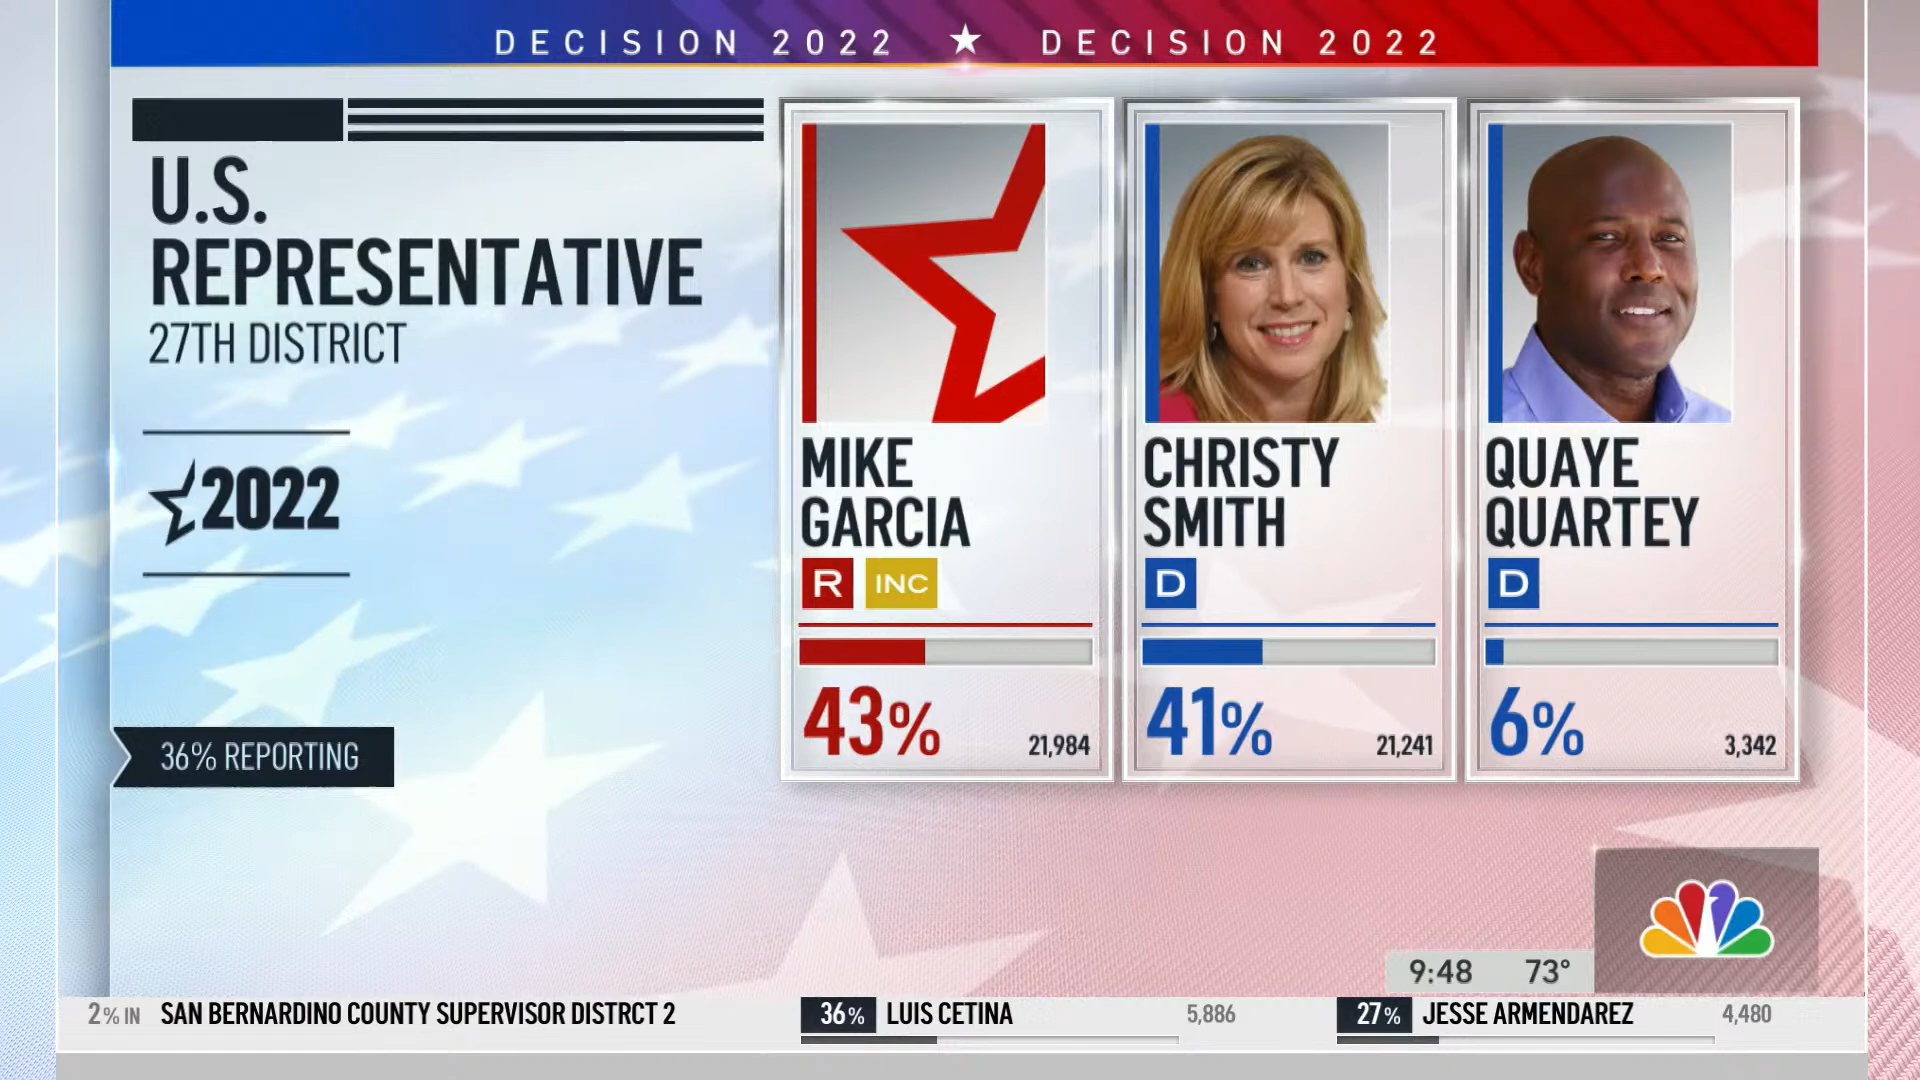 DECISION 2022 ★ DECISION 2022
U.S.
REPRESENTATIVE
27TH DISTRICT
2022
36% REPORTING
MIKE
GARCIA
R INC
43% 21,984
CHRISTY
SMITH
D
41% 21,241
QUAYE
QUARTEY
D
6% 3,342
9:48 73°
2% IN SAN BERNARDINO COUNTY SUPERVISOR DISTRCT 2 36% LUIS CETINA 5,886 27% JESSE ARMENDAREZ 4,480